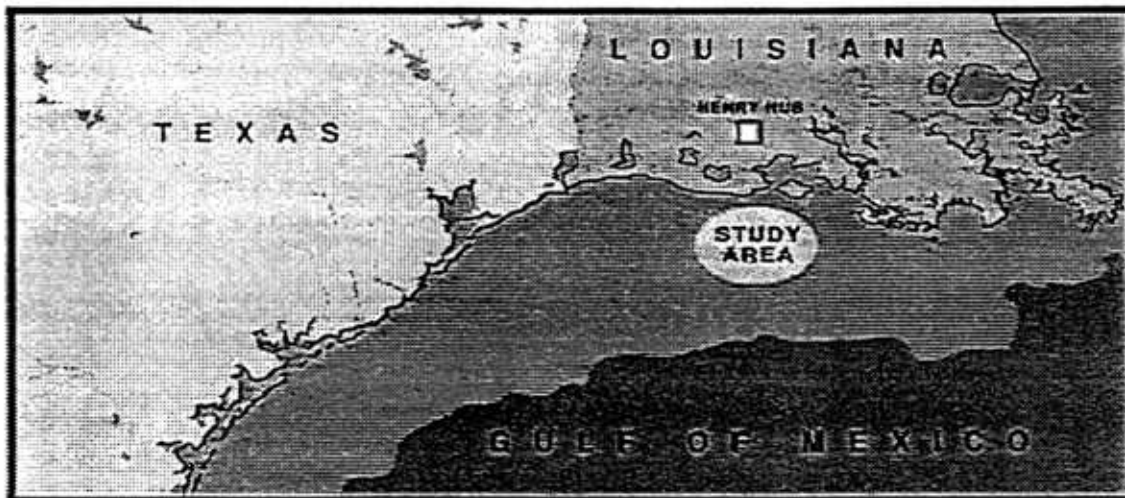 LOUISIANA
HENRY HUB
TEXAS
STUDY
AREA
GULF OF MEXICO